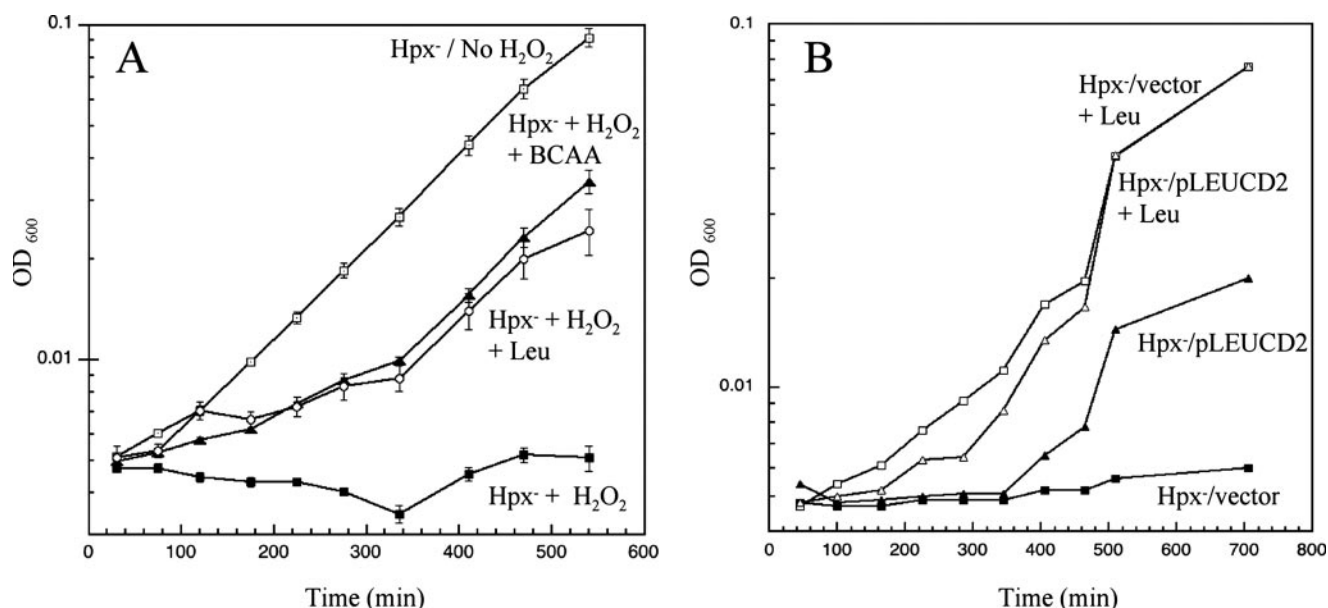 A
Hpx⁻ / No H₂O₂
Hpx⁻ + H₂O₂
+ BCAA
Hpx⁻ + H₂O₂
+ Leu
Hpx⁻ + H₂O₂
0.1
0.01
OD 600
0 100 200 300 400 500 600
Time (min)
B
Hpx⁻/vector
+ Leu
Hpx⁻/pLEUCD2
+ Leu
Hpx⁻/pLEUCD2
Hpx⁻/vector
0.1
0.01
OD 600
0 100 200 300 400 500 600 700 800
Time (min)